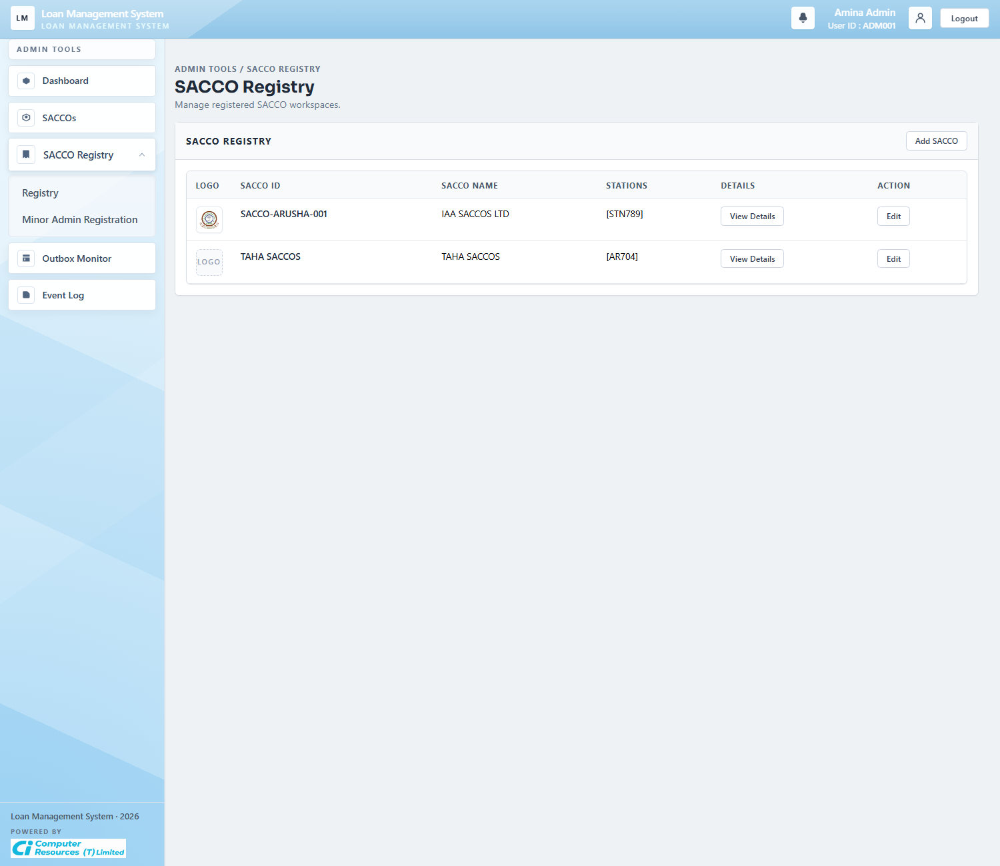 LM
Loan Management System
LOAN MANAGEMENT SYSTEM
Amina Admin
User ID : ADM001
Logout
ADMIN TOOLS
Dashboard
SACCOs
SACCO Registry
Registry
Minor Admin Registration
Outbox Monitor
Event Log
Loan Management System · 2026
POWERED BY
Ci Computer
Resources (T) Limited
ADMIN TOOLS / SACCO REGISTRY
SACCO Registry
Manage registered SACCO workspaces.
SACCO REGISTRY
Add SACCO
LOGO SACCO ID SACCO NAME STATIONS DETAILS ACTION
SACCO-ARUSHA-001 IAA SACCOS LTD [STN789] View Details Edit
LOGO TAHA SACCOS TAHA SACCOS [AR704] View Details Edit